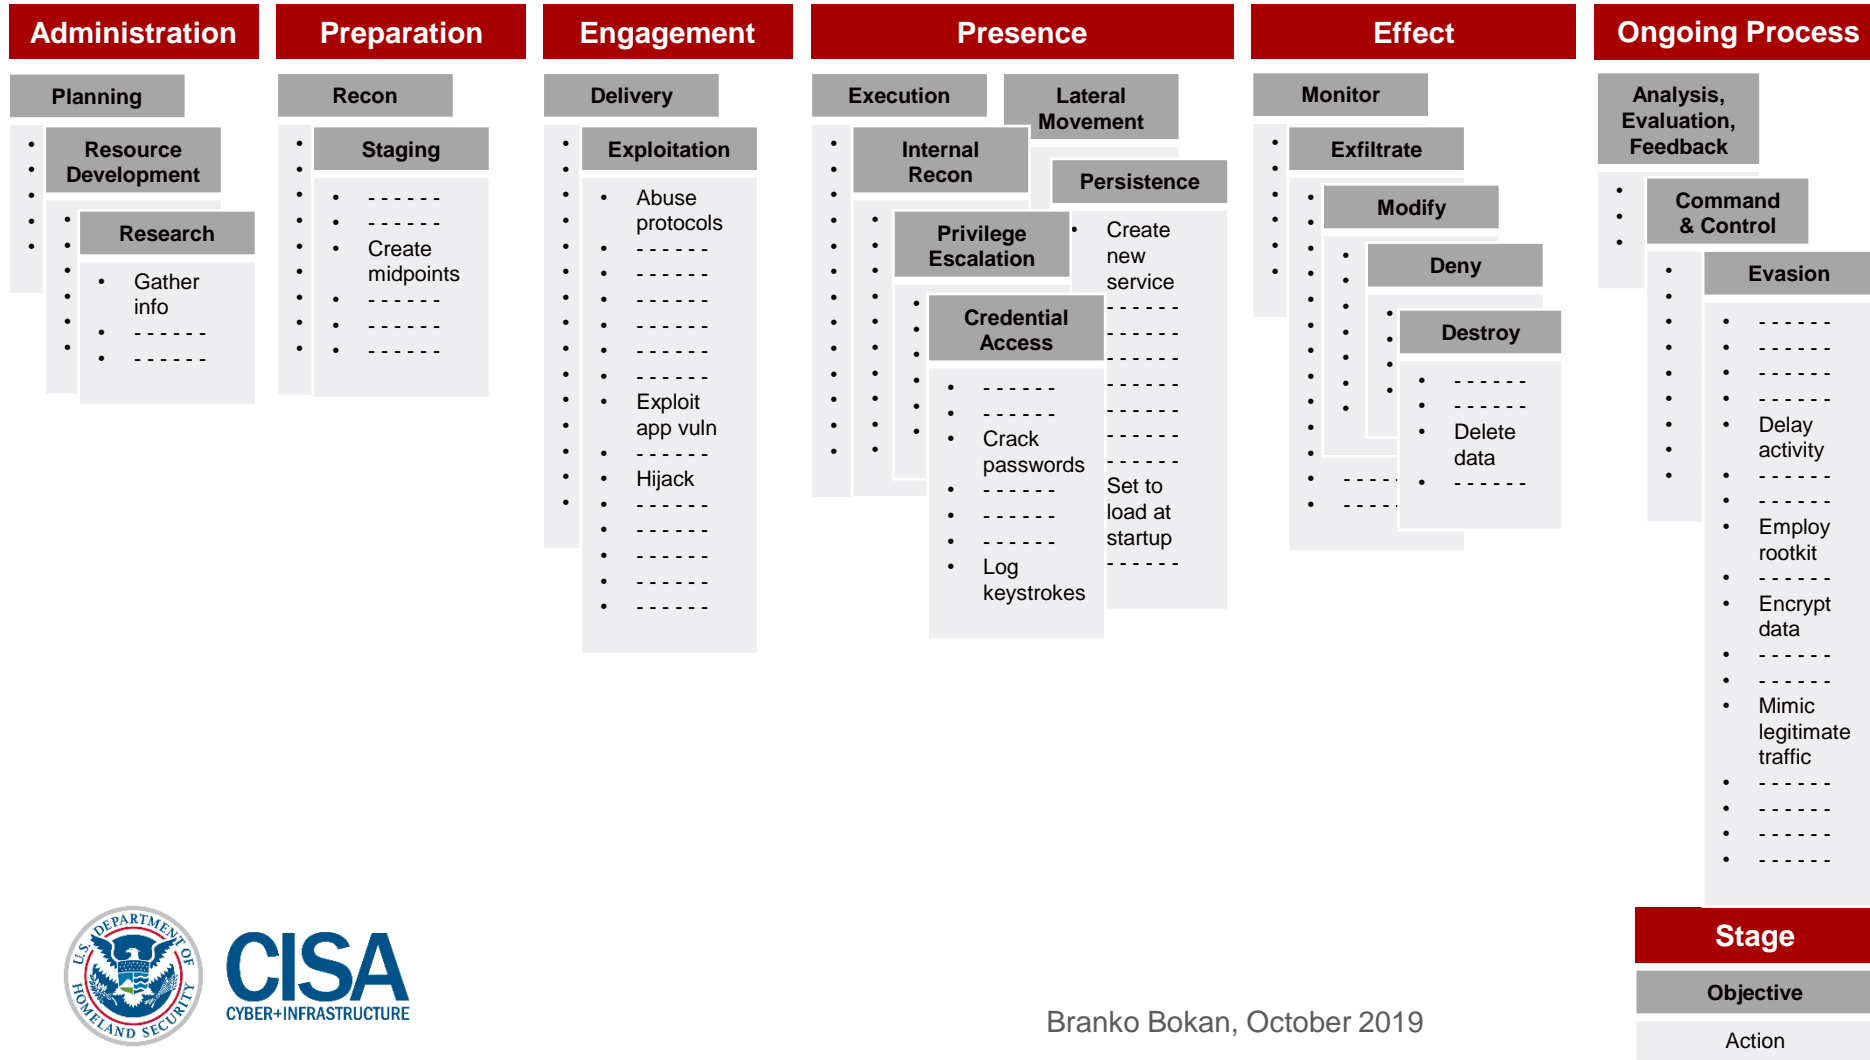 Administration
Preparation
Engagement
Presence
Effect
Ongoing Process
Planning
Resource
Development
Research
• Gather
info
• - - - - - -
• - - - - - -
Recon
Staging
• - - - - - -
• - - - - - -
• Create
midpoints
• - - - - - -
• - - - - - -
• - - - - - -
Delivery
Exploitation
• Abuse
protocols
• - - - - - -
• - - - - - -
• - - - - - -
• - - - - - -
• - - - - - -
• - - - - - -
• Exploit
app vuln
• - - - - - -
• Hijack
• - - - - - -
• - - - - - -
• - - - - - -
• - - - - - -
• - - - - - -
Execution
Internal
Recon
Privilege
Escalation
Credential
Access
• - - - - - -
• - - - - - -
• Crack
passwords
• - - - - - -
• - - - - - -
• - - - - - -
• Log
keystrokes
Lateral
Movement
Persistence
• Create
new
service
- - - - - -
- - - - - -
- - - - - -
- - - - - -
- - - - - -
- - - - - -
- - - - - -
Set to
load at
startup
- - - - - -
Monitor
Exfiltrate
• - - - - -
• - - - - -
Modify
Deny
Destroy
• - - - - - -
• - - - - - -
• Delete
data
• - - - - - -
Analysis,
Evaluation,
Feedback
Command
& Control
Evasion
• - - - - - -
• - - - - - -
• - - - - - -
• - - - - - -
• Delay
activity
• - - - - - -
• - - - - - -
• Employ
rootkit
• - - - - - -
• Encrypt
data
• - - - - - -
• - - - - - -
• Mimic
legitimate
traffic
• - - - - - -
• - - - - - -
• - - - - - -
• - - - - - -
U.S. DEPARTMENT OF
HOMELAND SECURITY
CISA
CYBER+INFRASTRUCTURE
Branko Bokan, October 2019
Stage
Objective
Action